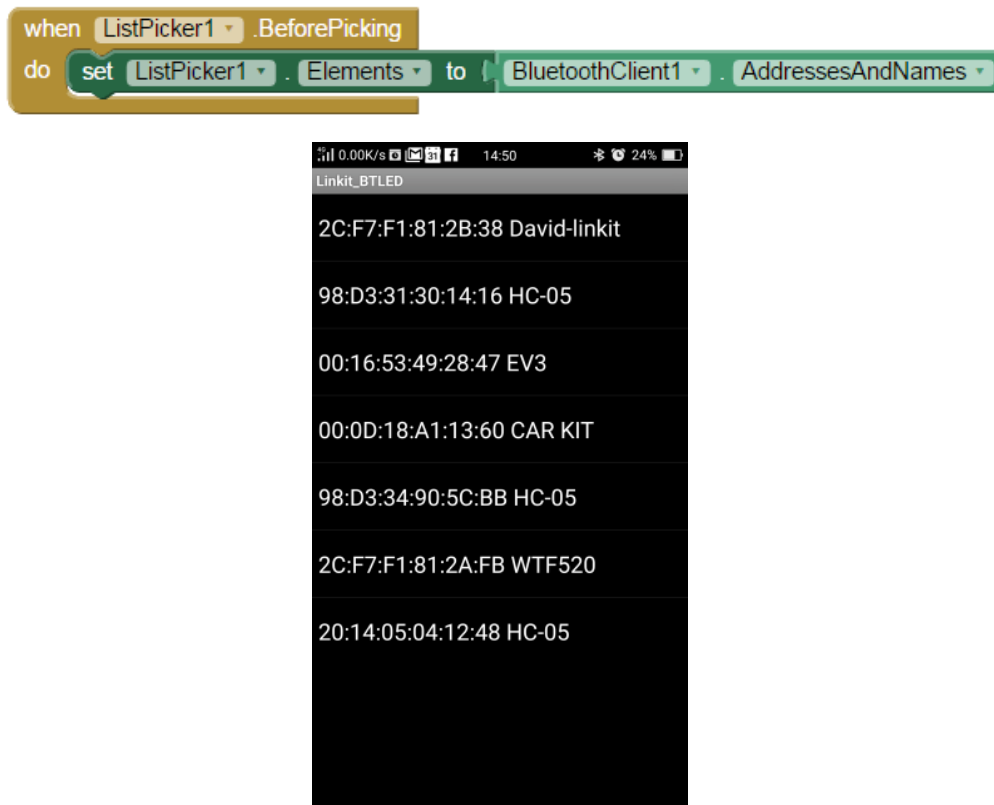 when ListPicker1 .BeforePicking
do set ListPicker1 . Elements to BluetoothClient1 . AddressesAndNames
4G 0.00K/s 31 f 14:50 24%
Linkit_BTLED
2C:F7:F1:81:2B:38 David-linkit
98:D3:31:30:14:16 HC-05
00:16:53:49:28:47 EV3
00:0D:18:A1:13:60 CAR KIT
98:D3:34:90:5C:BB HC-05
2C:F7:F1:81:2A:FB WTF520
20:14:05:04:12:48 HC-05